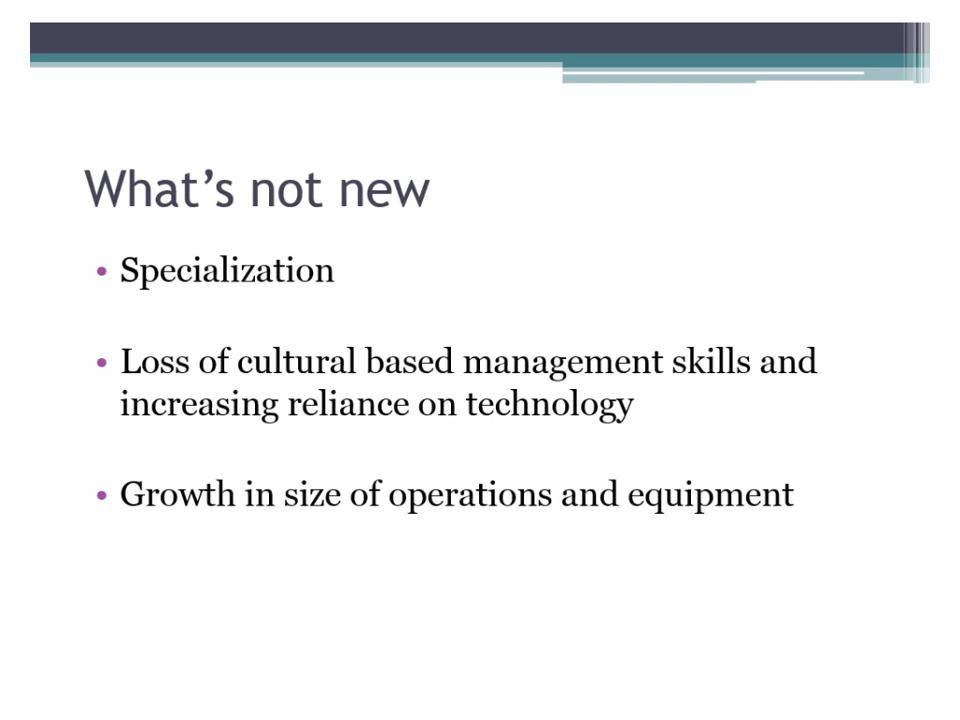 What’s not new
• Specialization
• Loss of cultural based management skills and
increasing reliance on technology
• Growth in size of operations and equipment